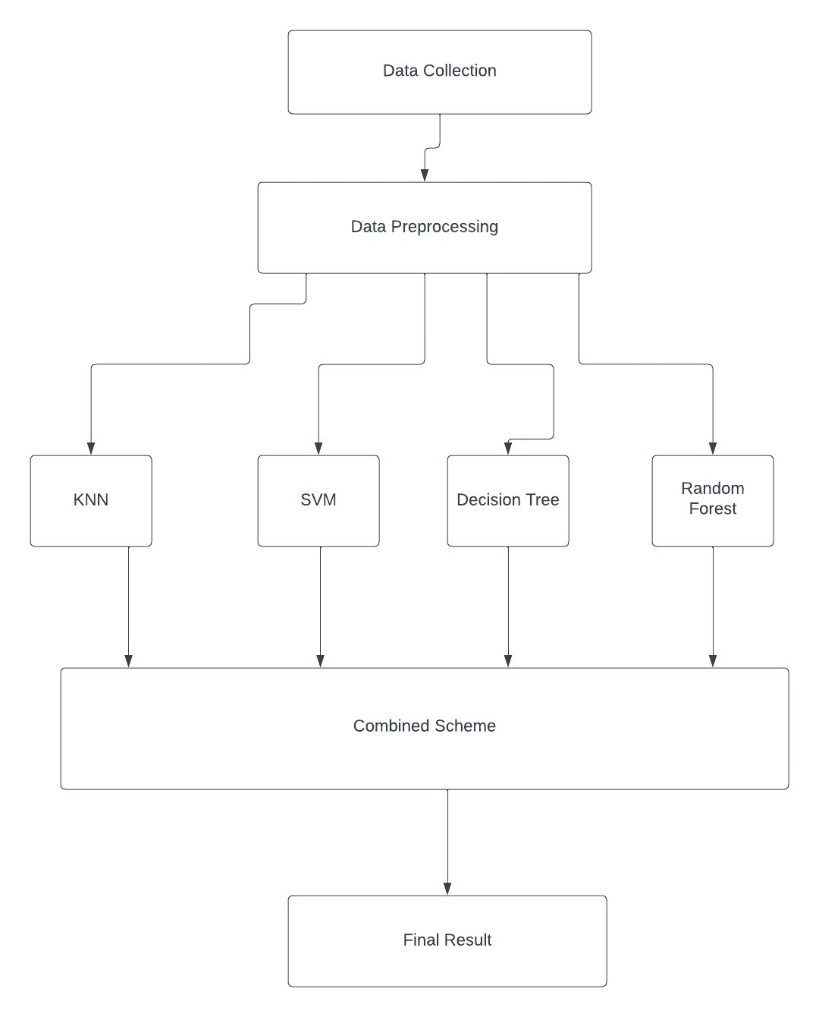 Data Collection
Data Preprocessing
KNN
SVM
Decision Tree
Random
Forest
Combined Scheme
Final Result